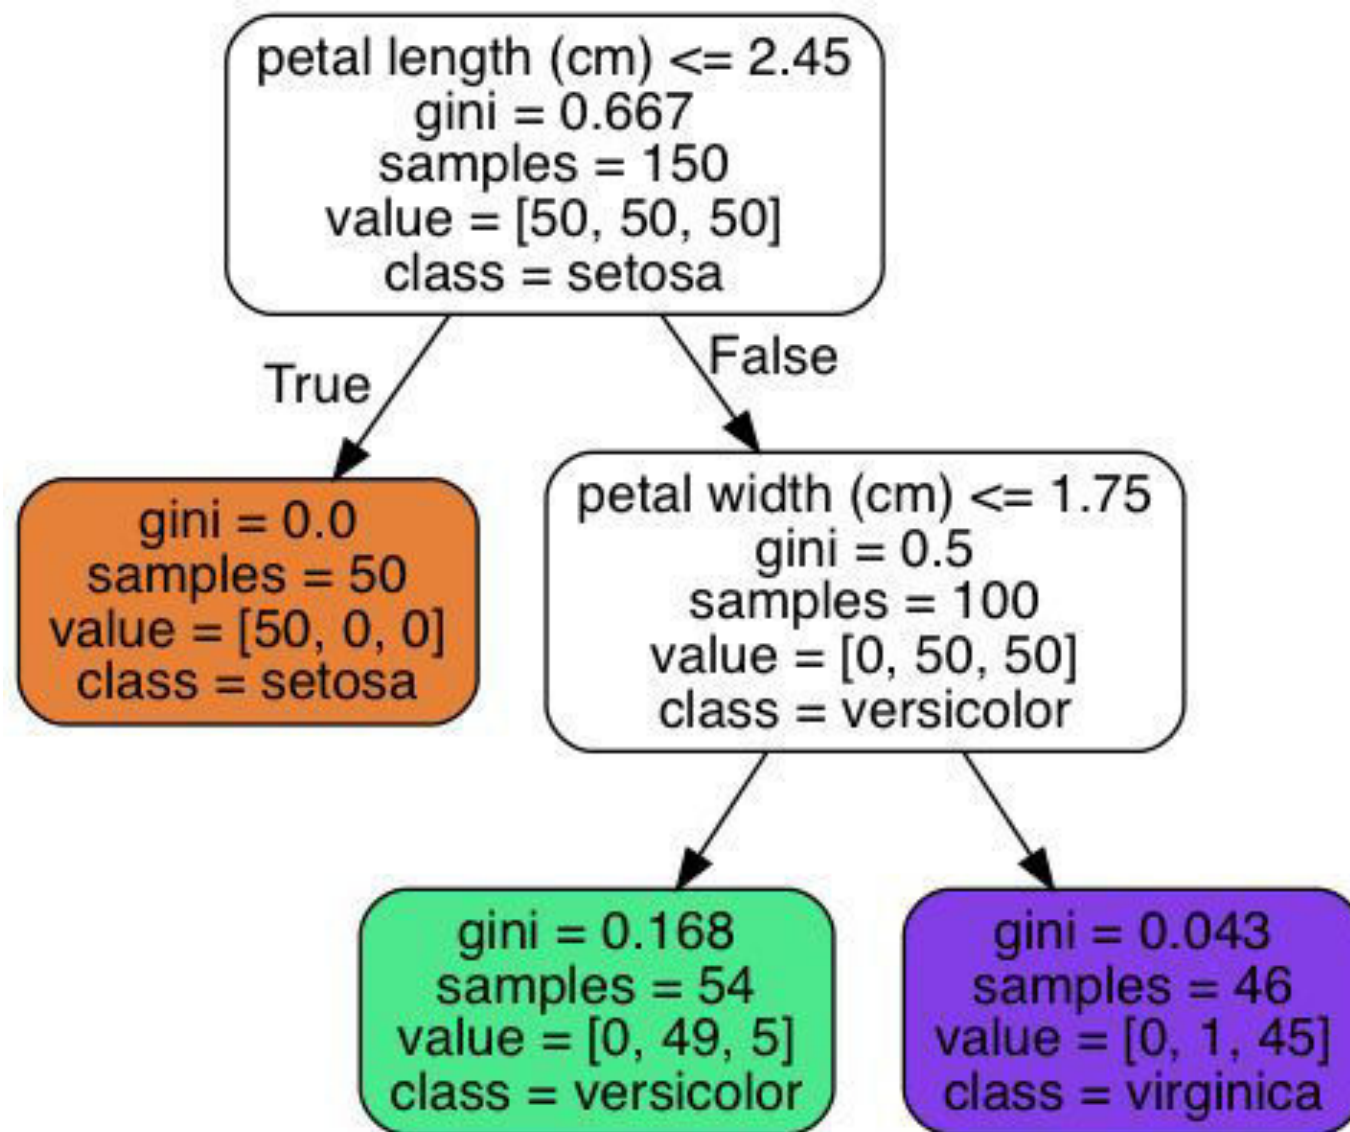 petal length (cm) <= 2.45
gini = 0.667
samples = 150
value = [50, 50, 50]
class = setosa
True
False
gini = 0.0
samples = 50
value = [50, 0, 0]
class = setosa
petal width (cm) <= 1.75
gini = 0.5
samples = 100
value = [0, 50, 50]
class = versicolor
gini = 0.168
samples = 54
value = [0, 49, 5]
class = versicolor
gini = 0.043
samples = 46
value = [0, 1, 45]
class = virginica